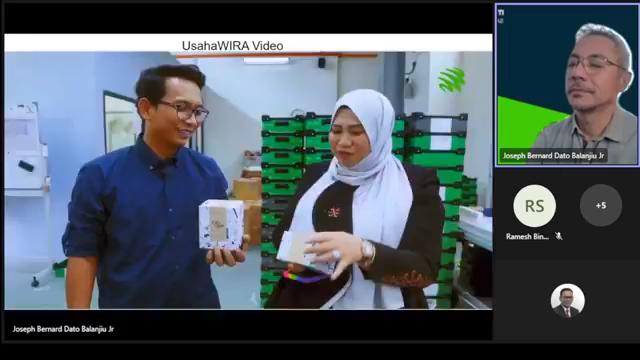 UsahaWIRA Video
Joseph Bernard Dato Balanjiu Jr
Joseph Bernard Dato Balanjiu Jr
RS
+5
Ramesh Bin...